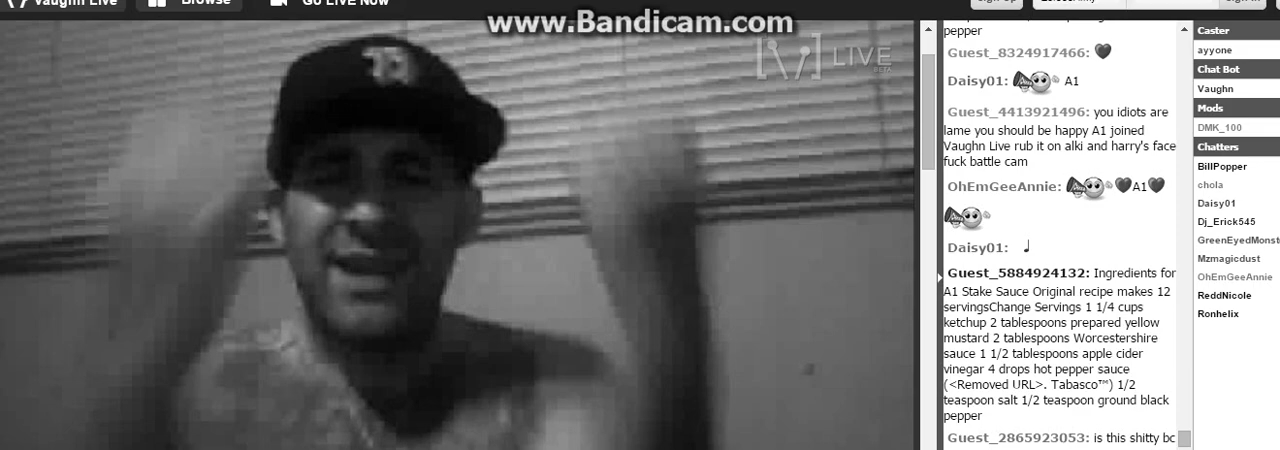 Vaughn Live Browse Go LIVE Now
www.Bandicam.com
[V] LIVE
BETA
pepper
Guest_8324917466:
Daisy01: A1
Guest_4413921496: you idiots are
lame you should be happy A1 joined
Vaughn Live rub it on alki and harry's face
fuck battle cam
OhEmGeeAnnie: A1
Daisy01: ♩
Guest_5884924132: Ingredients for
A1 Stake Sauce Original recipe makes 12
servingsChange Servings 1 1/4 cups
ketchup 2 tablespoons prepared yellow
mustard 2 tablespoons Worcestershire
sauce 1 1/2 tablespoons apple cider
vinegar 4 drops hot pepper sauce
(<Removed URL>. Tabasco™) 1/2
teaspoon salt 1/2 teaspoon ground black
pepper
Guest_2865923053: is this shitty bc
Caster
ayyone
Chat Bot
Vaughn
Mods
DMK_100
Chatters
BillPopper
chola
Daisy01
Dj_Erick545
GreenEyedMonst
Mzmagicdust
OhEmGeeAnnie
ReddNicole
Ronhelix